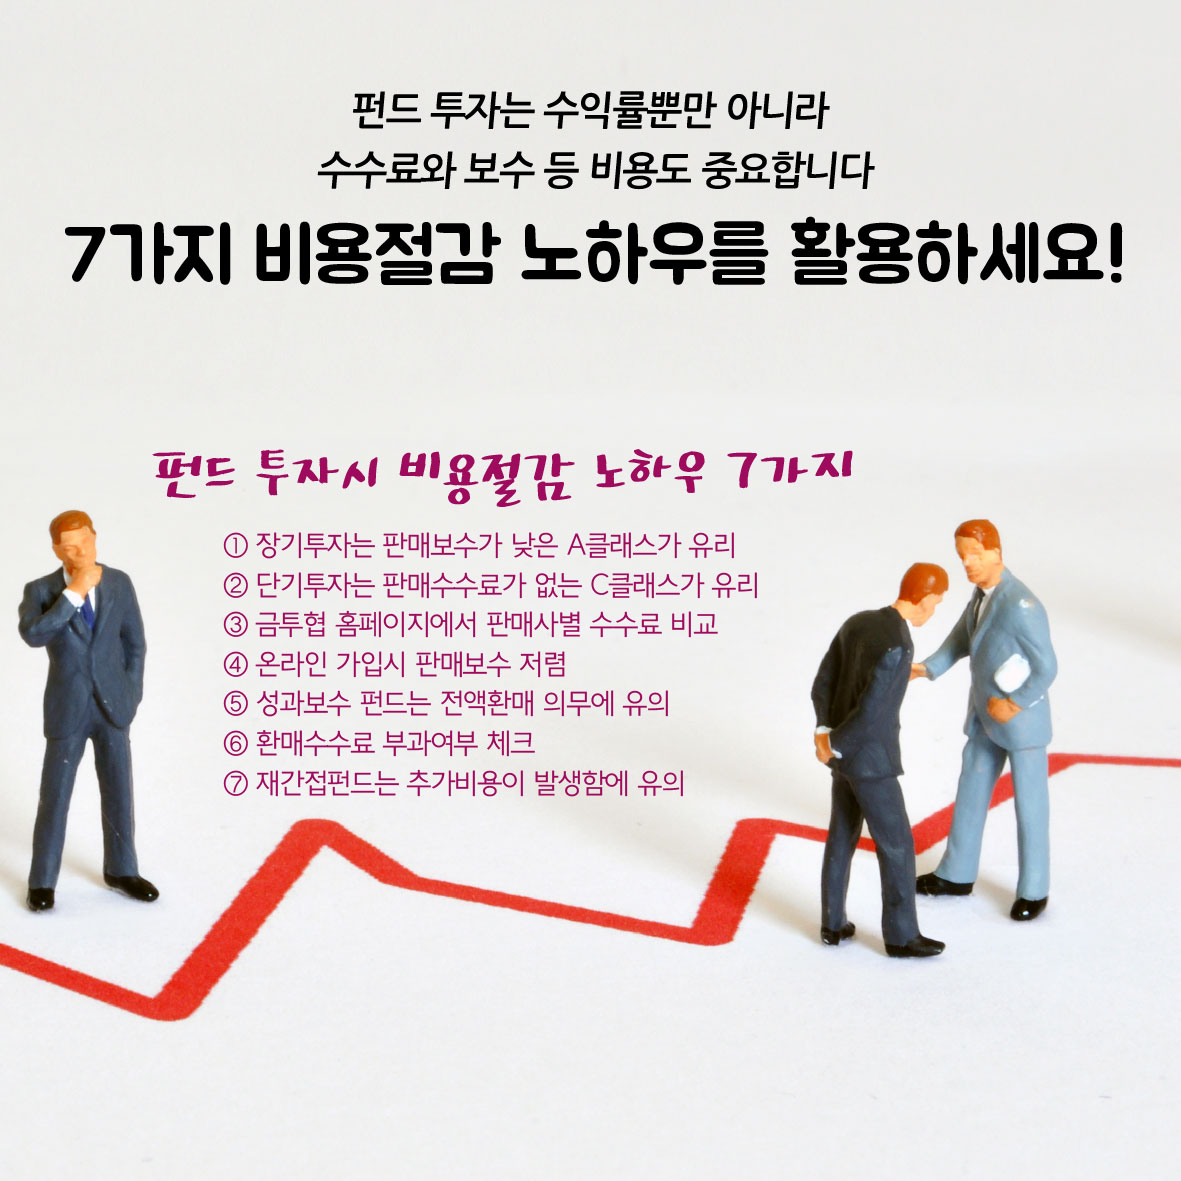 펀드 투자는 수익률뿐만 아니라
수수료와 보수 등 비용도 중요합니다
7가지 비용절감 노하우를 활용하세요!
펀드 투자시 비용절감 노하우 7가지
① 장기투자는 판매보수가 낮은 A클래스가 유리
② 단기투자는 판매수수료가 없는 C클래스가 유리
③ 금투협 홈페이지에서 판매사별 수수료 비교
④ 온라인 가입시 판매보수 저렴
⑤ 성과보수 펀드는 전액환매 의무에 유의
⑥ 환매수수료 부과여부 체크
⑦ 재간접펀드는 추가비용이 발생함에 유의